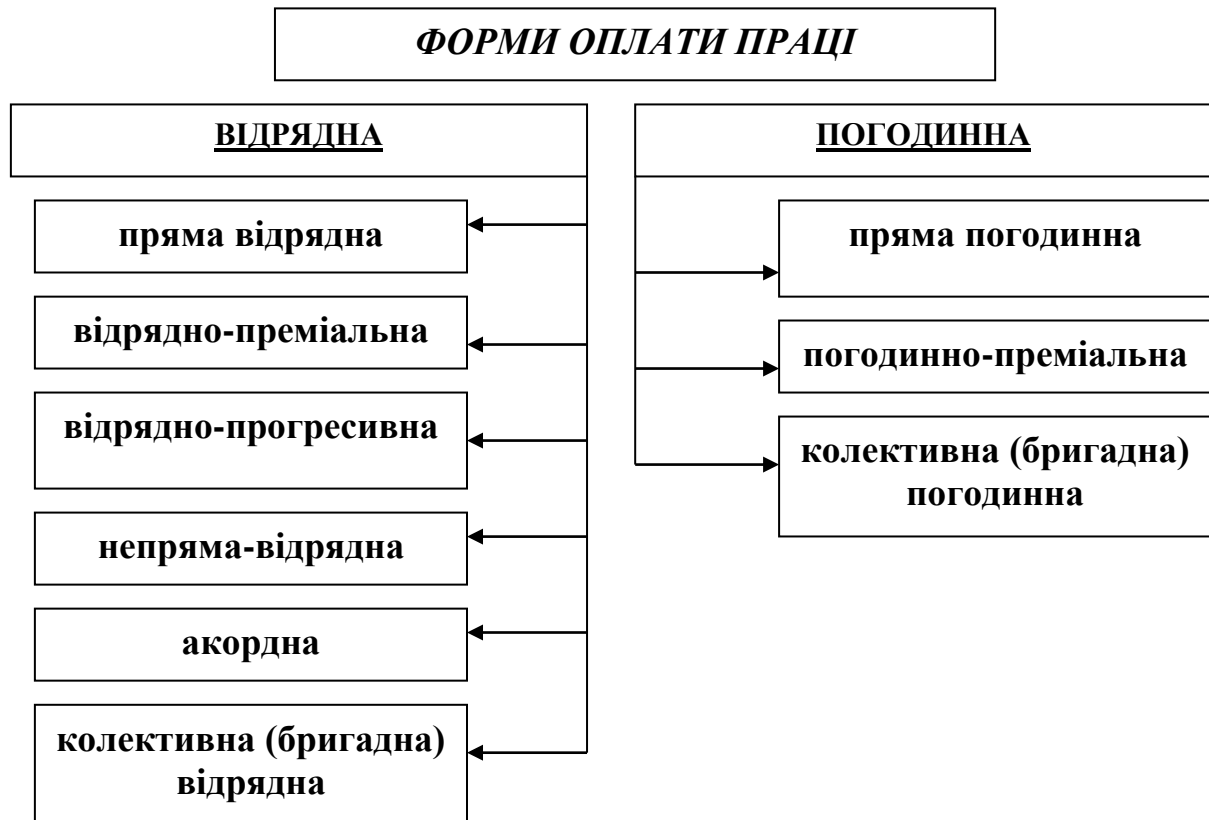 ФОРМИ ОПЛАТИ ПРАЦІ
ВІДРЯДНА
пряма відрядна
відрядно-преміальна
відрядно-прогресивна
непряма-відрядна
акордна
колективна (бригадна)
відрядна
ПОГОДИННА
пряма погодинна
погодинно-преміальна
колективна (бригадна)
погодинна